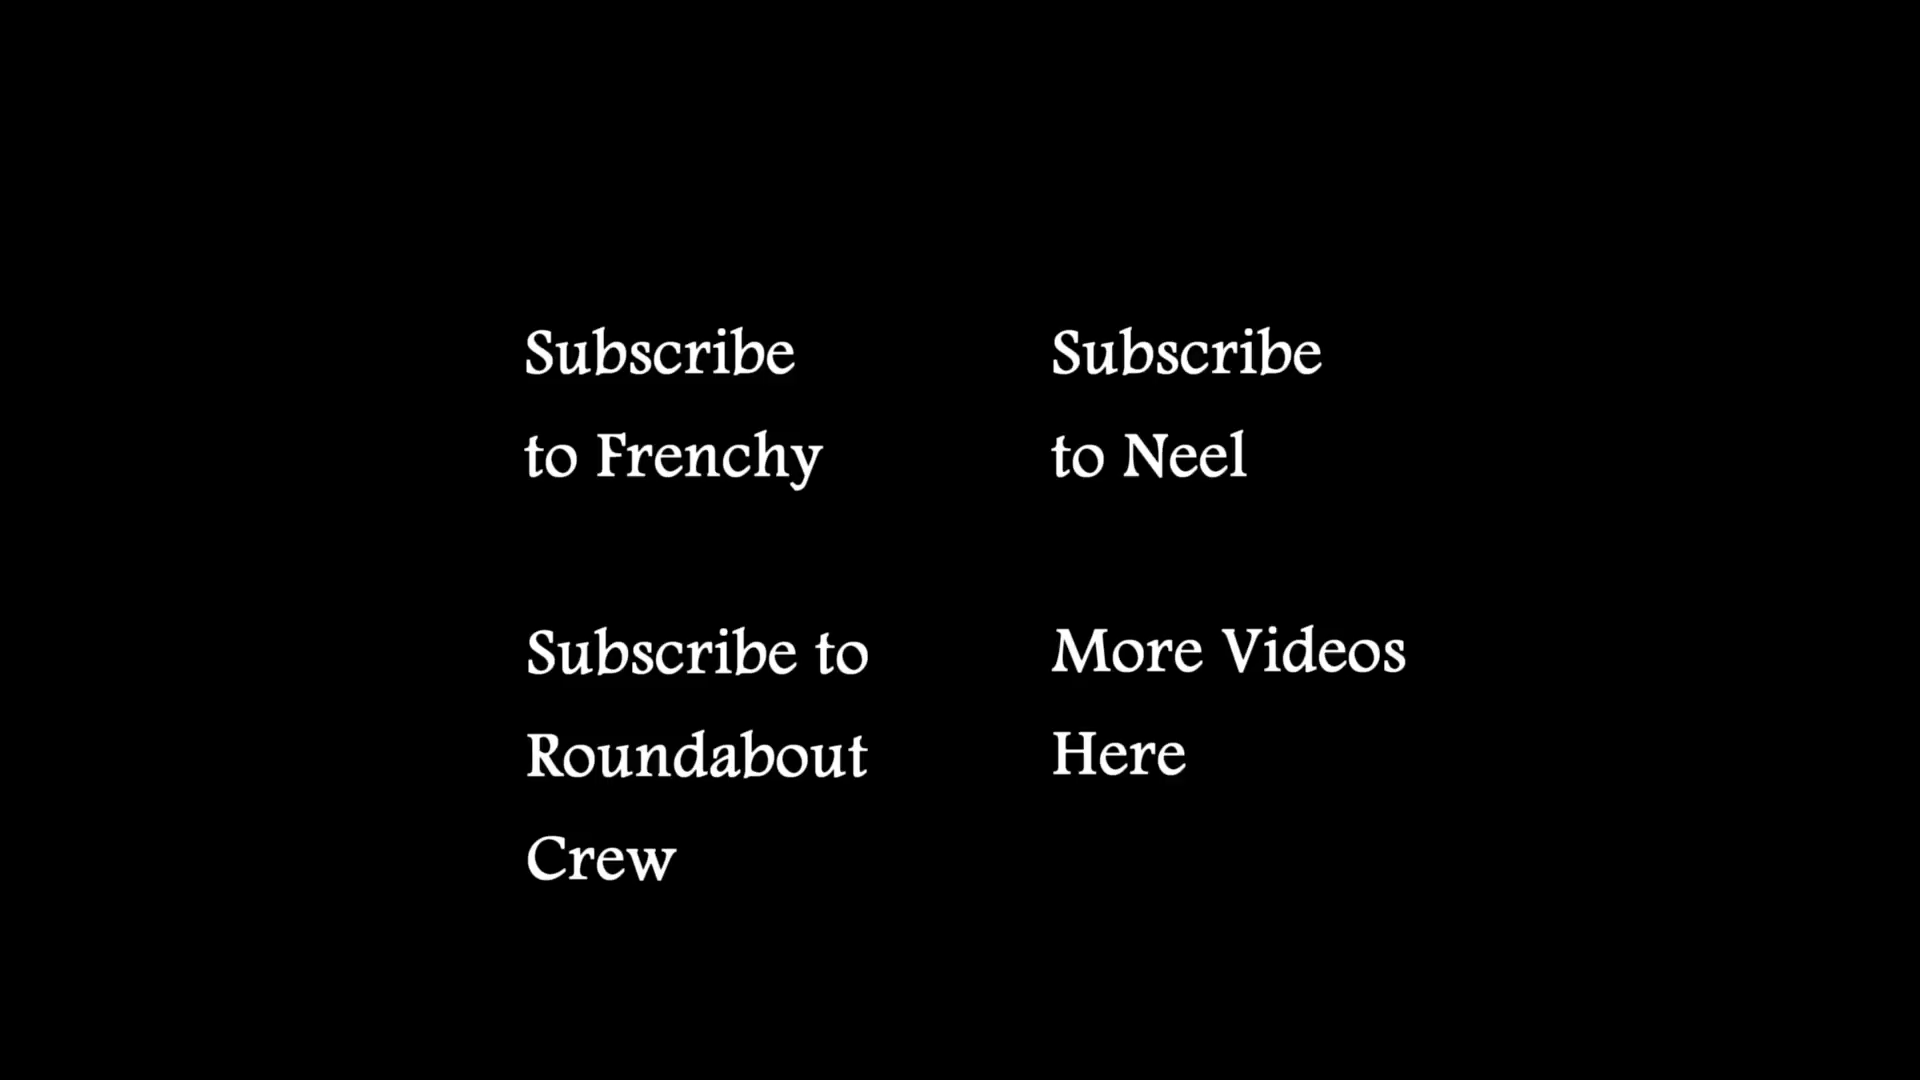 Subscribe
to Frenchy
Subscribe
to Neel
Subscribe to
Roundabout
Crew
More Videos
Here